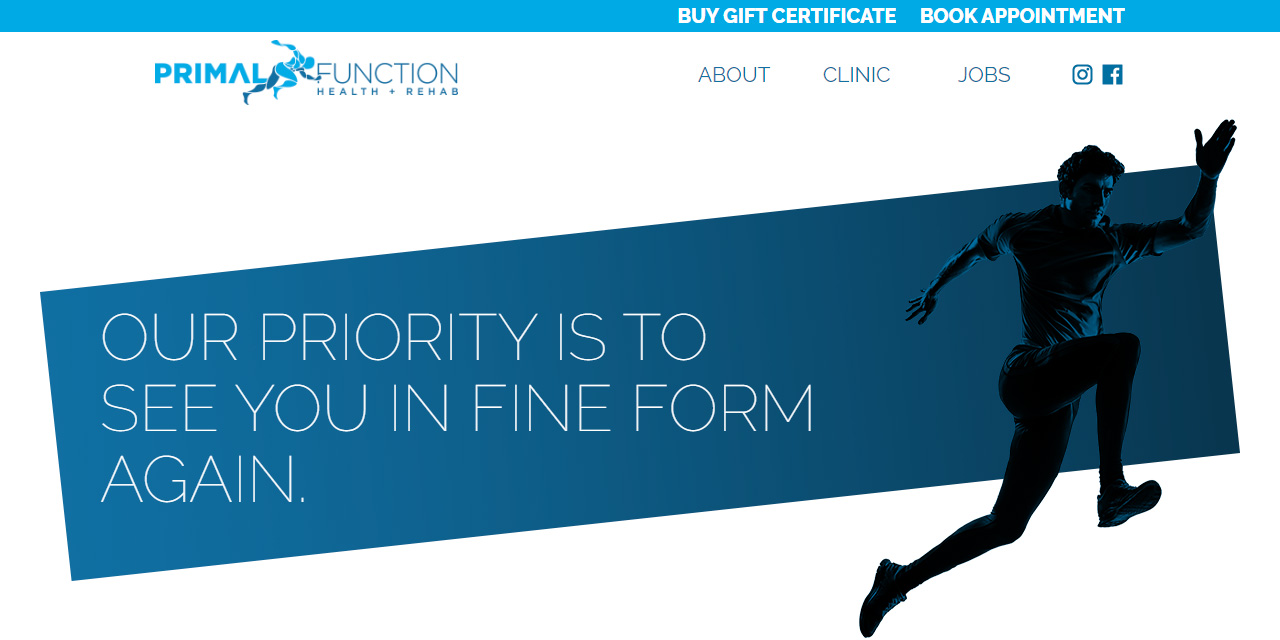 BUY GIFT CERTIFICATE BOOK APPOINTMENT
PRIMAL FUNCTION
HEALTH + REHAB
ABOUT CLINIC JOBS
OUR PRIORITY IS TO
SEE YOU IN FINE FORM
AGAIN.